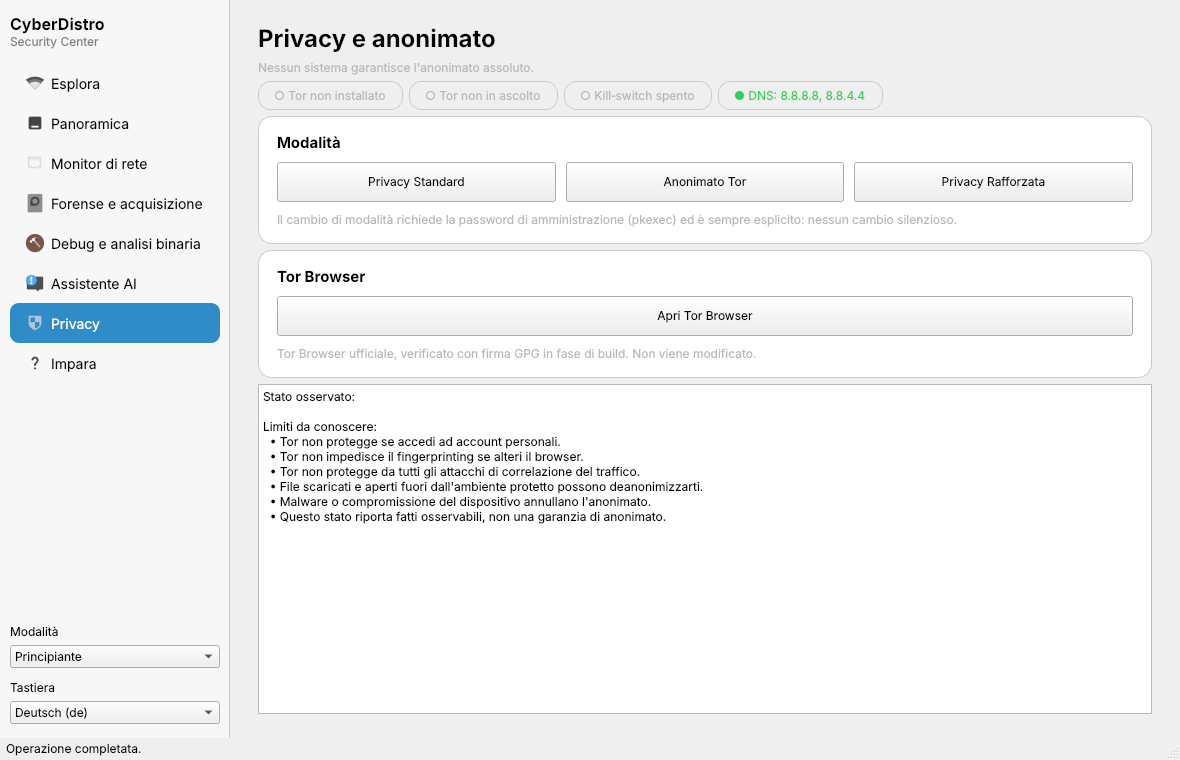 CyberDistro
Security Center
Esplora
Panoramica
Monitor di rete
Forense e acquisizione
Debug e analisi binaria
Assistente AI
Privacy
? Impara
Modalità
Principiante
Tastiera
Deutsch (de)
Operazione completata.
Privacy e anonimato
Nessun sistema garantisce l'anonimato assoluto.
○ Tor non installato
○ Tor non in ascolto
○ Kill-switch spento
● DNS: 8.8.8.8, 8.8.4.4
Modalità
Privacy Standard
Anonimato Tor
Privacy Rafforzata
Il cambio di modalità richiede la password di amministrazione (pkexec) ed è sempre esplicito: nessun cambio silenzioso.
Tor Browser
Apri Tor Browser
Tor Browser ufficiale, verificato con firma GPG in fase di build. Non viene modificato.
Stato osservato:
Limiti da conoscere:
• Tor non protegge se accedi ad account personali.
• Tor non impedisce il fingerprinting se alteri il browser.
• Tor non protegge da tutti gli attacchi di correlazione del traffico.
• File scaricati e aperti fuori dall'ambiente protetto possono deanonimizzarti.
• Malware o compromissione del dispositivo annullano l'anonimato.
• Questo stato riporta fatti osservabili, non una garanzia di anonimato.